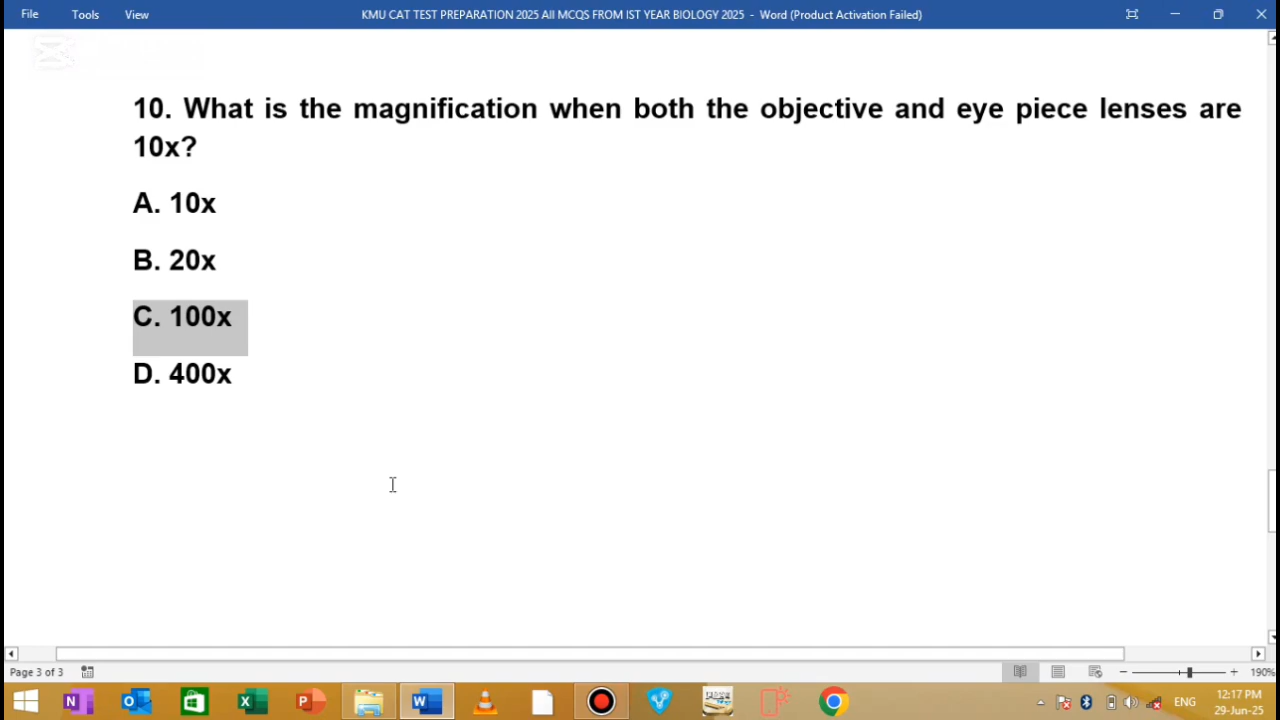 File Tools View KMU CAT TEST PREPARATION 2025 All MCQS FROM IST YEAR BIOLOGY 2025 - Word (Product Activation Failed)
10. What is the magnification when both the objective and eye piece lenses are
10x?
A. 10x
B. 20x
C. 100x
D. 400x
Page 3 of 3 190%
ENG 12:17 PM
29-Jun-25